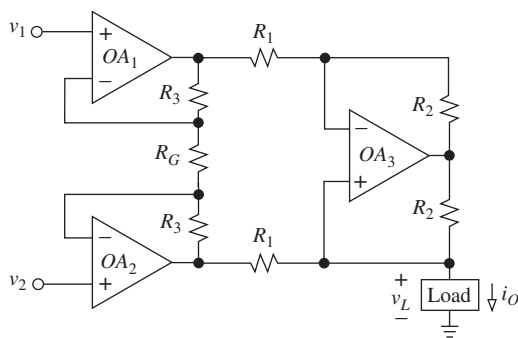 v1
+
OA1
−
R1
R3
R2
RG
−
OA3
+
R3
R2
−
OA2
+
R1
v2
+
vL
−
Load
iO